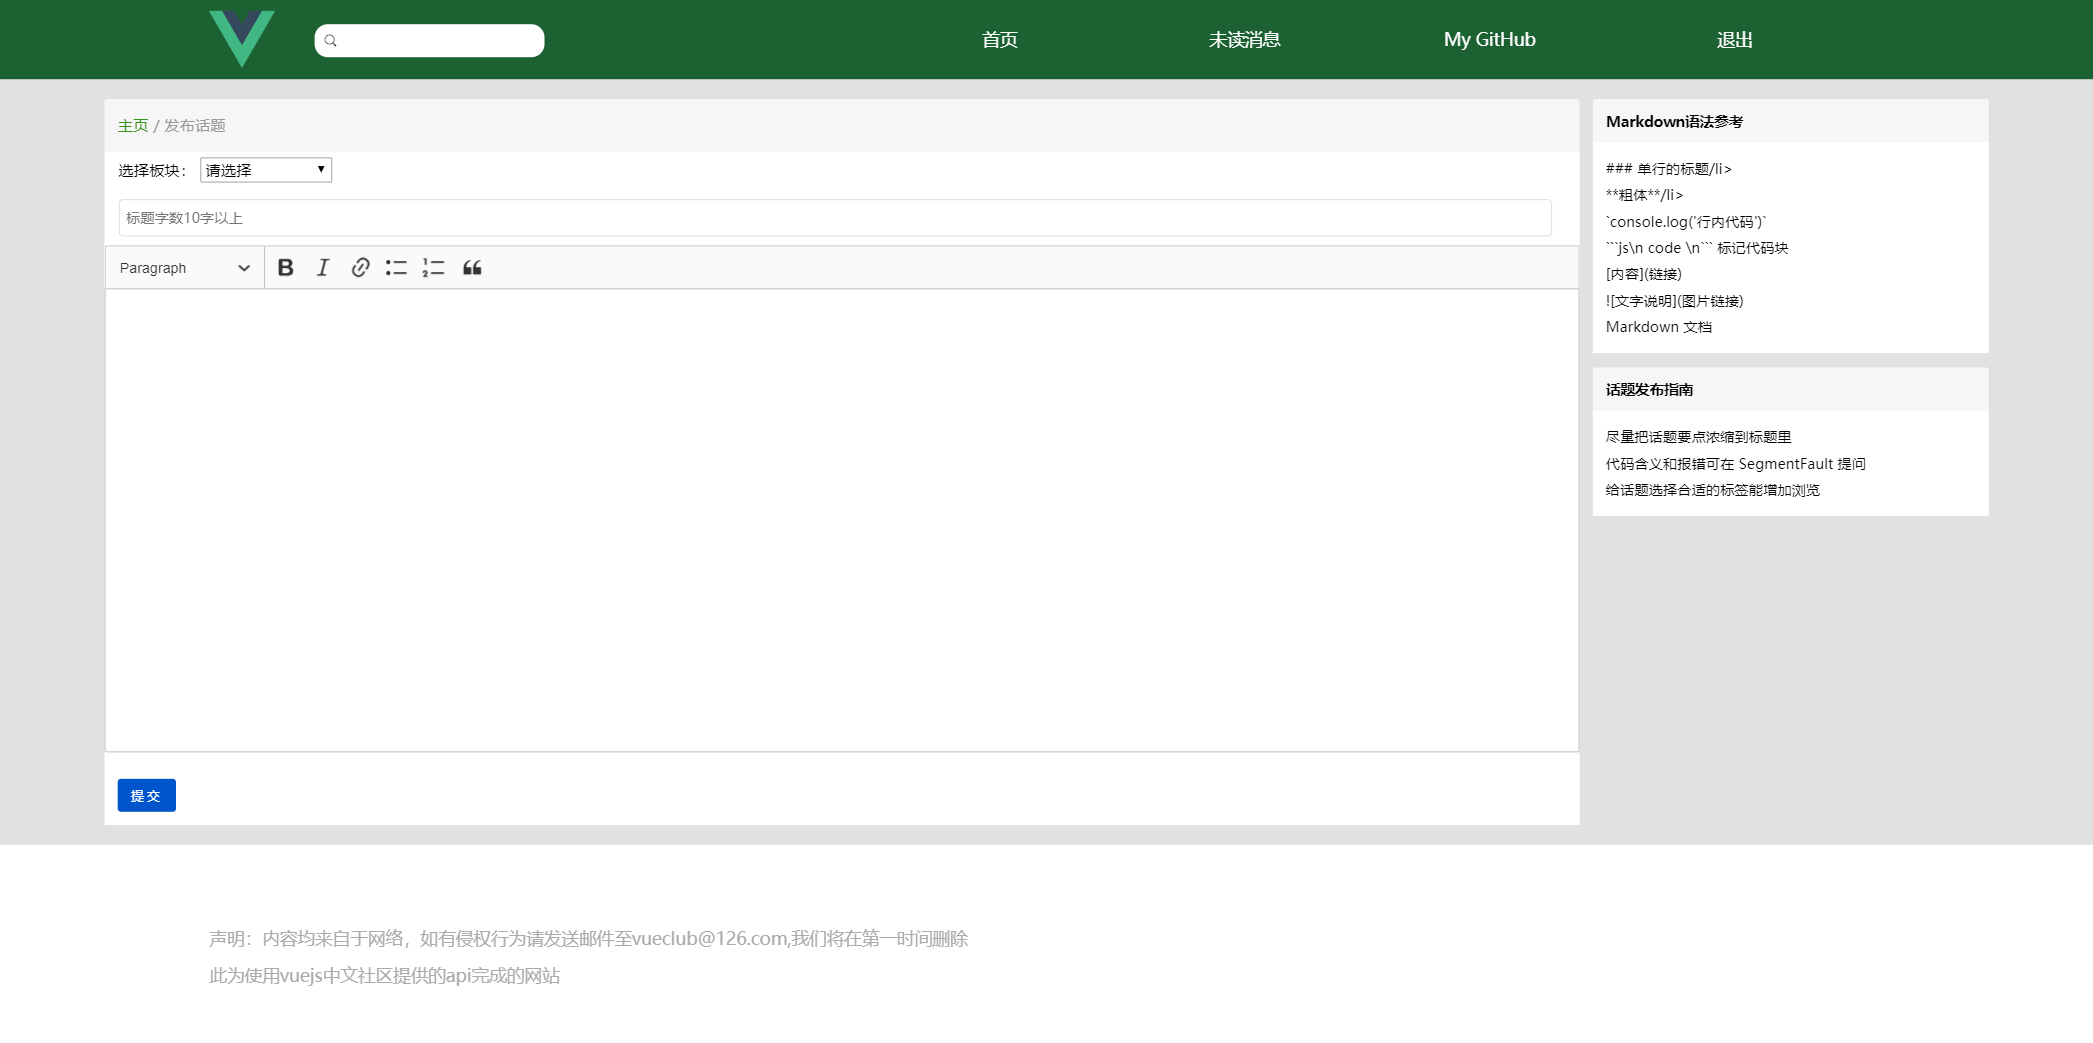 首页 未读消息 My GitHub 退出
主页 / 发布话题
选择板块： 请选择
标题字数10字以上
Paragraph
提交
Markdown语法参考
### 单行的标题/li>
**粗体**/li>
`console.log('行内代码')`
```js\n code \n``` 标记代码块
[内容](链接)
![文字说明](图片链接)
Markdown 文档
话题发布指南
尽量把话题要点浓缩到标题里
代码含义和报错可在 SegmentFault 提问
给话题选择合适的标签能增加浏览
声明：内容均来自于网络，如有侵权行为请发送邮件至vueclub@126.com,我们将在第一时间删除
此为使用vuejs中文社区提供的api完成的网站